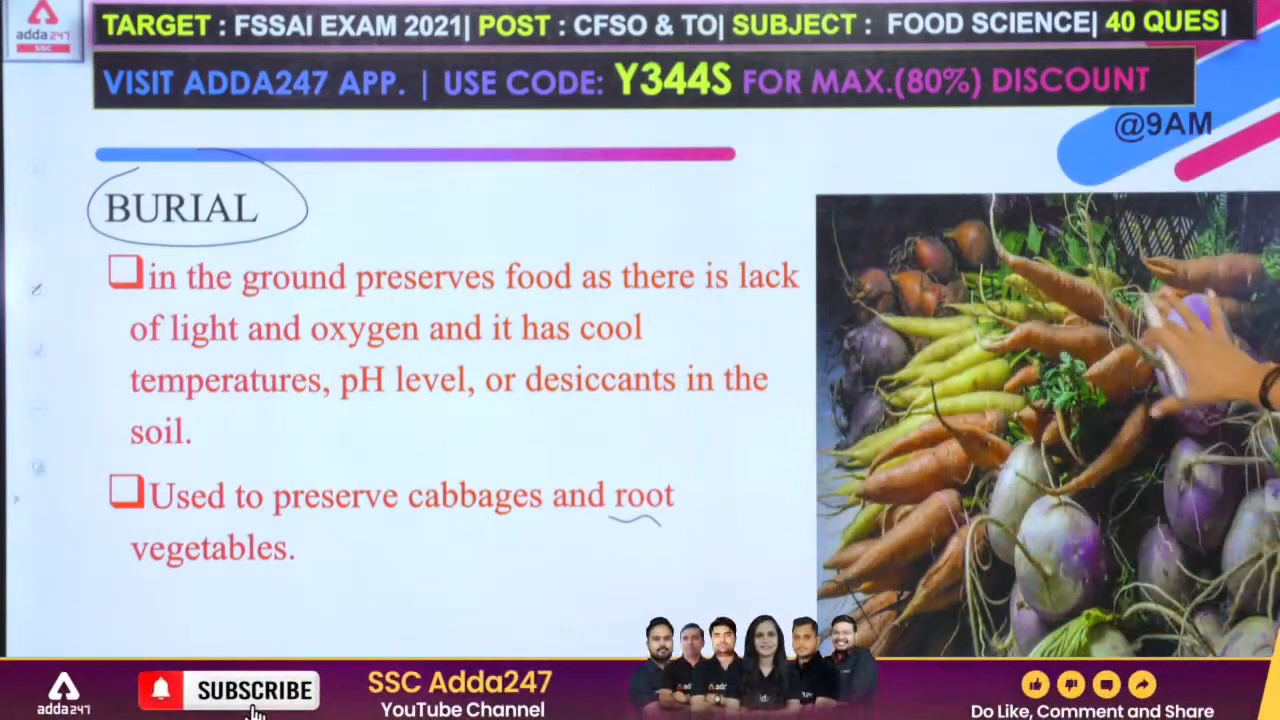 adda247
SSC
TARGET : FSSAI EXAM 2021| POST : CFSO & TO| SUBJECT : FOOD SCIENCE| 40 QUES|
VISIT ADDA247 APP. | USE CODE: Y344S FOR MAX.(80%) DISCOUNT
@9AM
BURIAL
in the ground preserves food as there is lack
of light and oxygen and it has cool
temperatures, pH level, or desiccants in the
soil.
Used to preserve cabbages and root
vegetables.
adda247
SUBSCRIBE
SSC Adda247
YouTube Channel
Do Like, Comment and Share